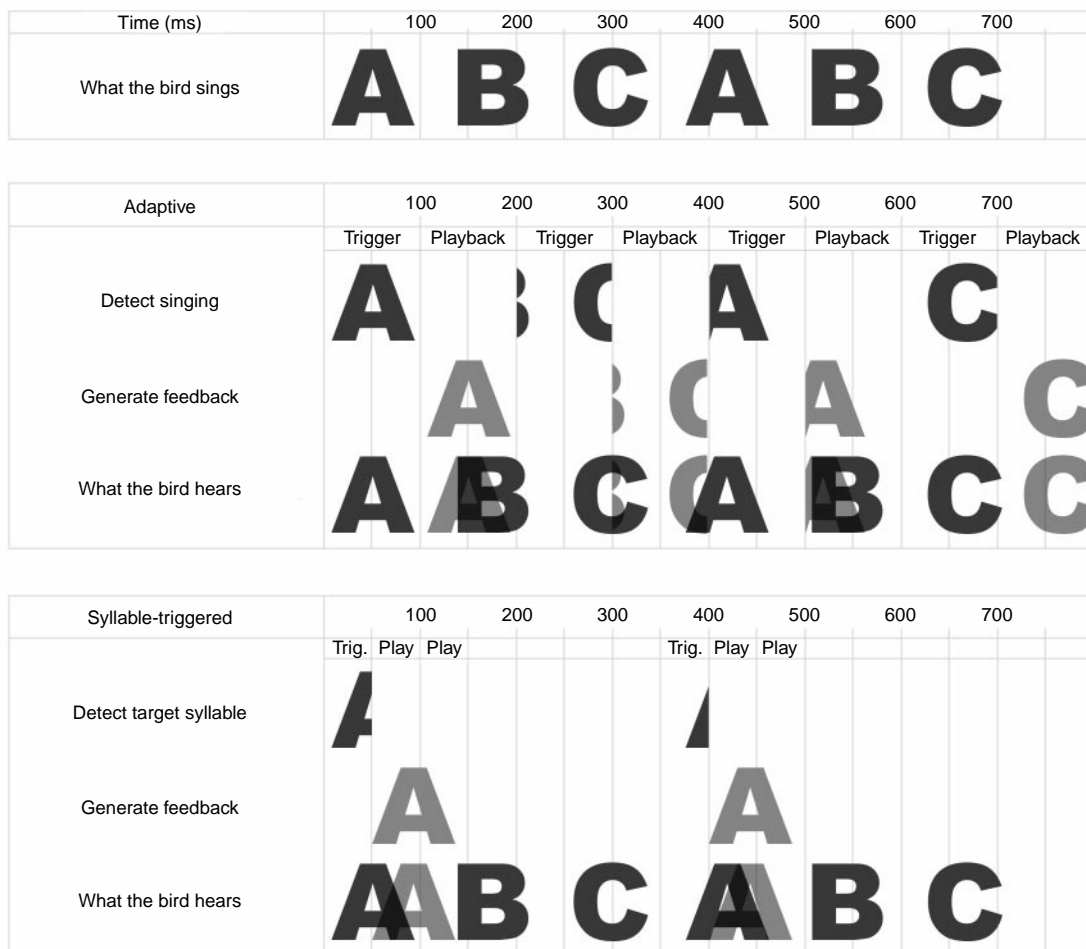 Time (ms) 100 200 300 400 500 600 700
What the bird sings A B C A B C
Adaptive 100 200 300 400 500 600 700
Trigger Playback Trigger Playback Trigger Playback Trigger Playback
Detect singing A B C A C
Generate feedback A B C A C
What the bird hears A A B C B C A A B C C
Syllable-triggered 100 200 300 400 500 600 700
Trig. Play Play Trig. Play Play
Detect target syllable A A
Generate feedback A A
What the bird hears A A B C A A B C